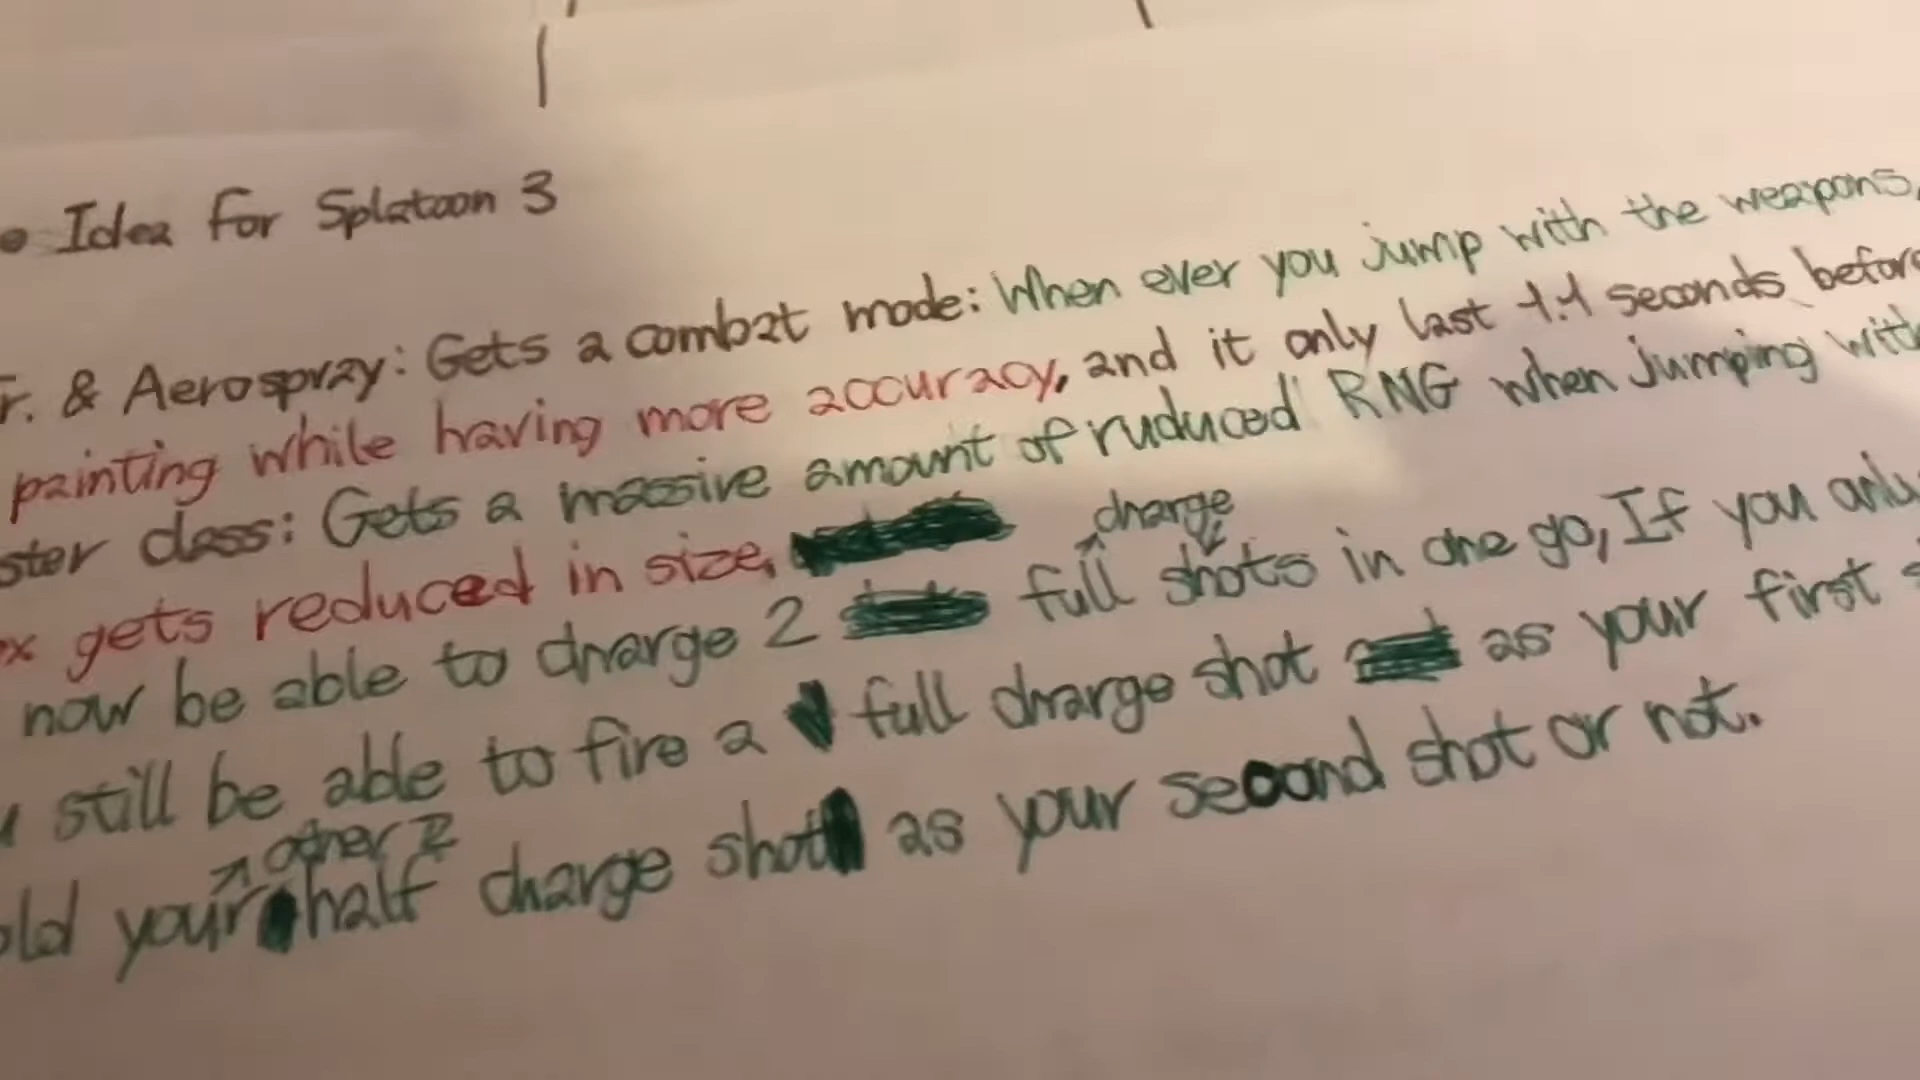 Idea for Splatoon 3
r. & Aerospray: Gets a combat mode: When ever you jump with the weapons,
painting while having more accuracy, and it only last 1.1 seconds before
ster class: Gets a massive amount of ruduced RNG when jumping with
x gets reduced in size,
charge
now be able to charge 2 full shots in one go, If you only
still be able to fire a full charge shot as your first
other
old your half charge shot as your second shot or not.